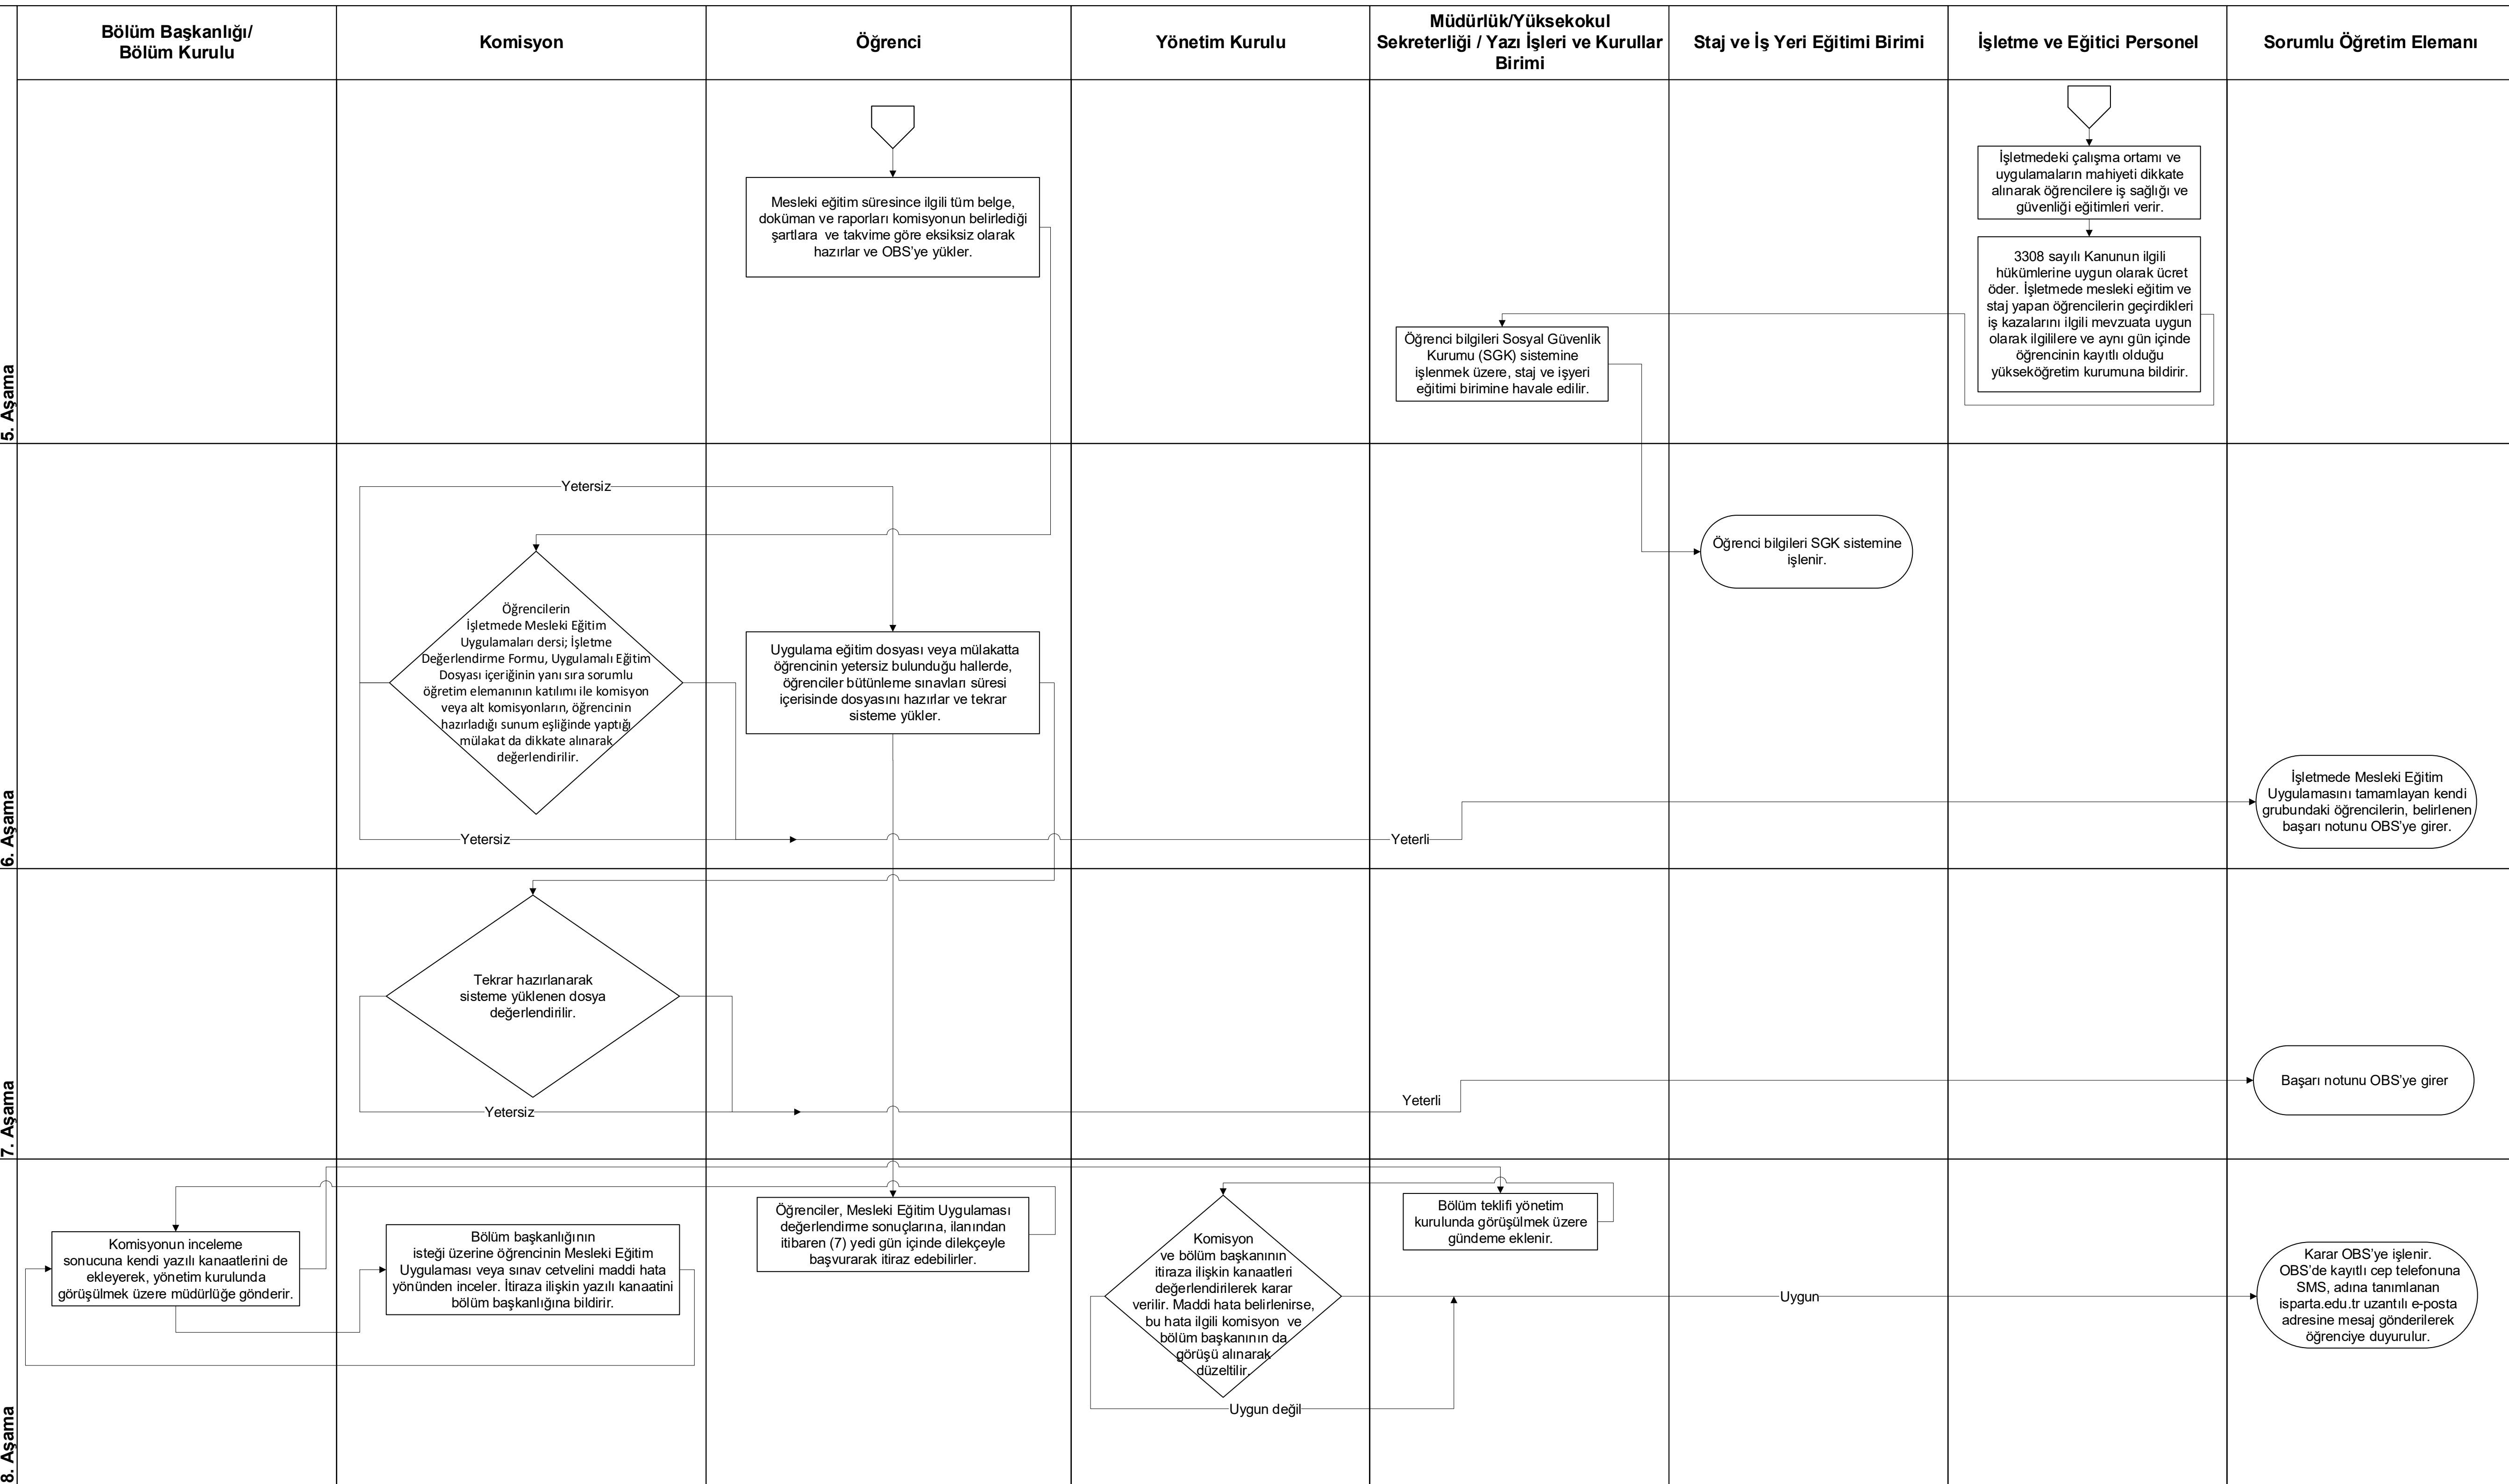 Bölüm Başkanlığı/
Bölüm Kurulu
Komisyon
Öğrenci
Yönetim Kurulu
Müdürlük/Yüksekokul
Sekreterliği / Yazı İşleri ve Kurullar
Birimi
Staj ve İş Yeri Eğitimi Birimi
İşletme ve Eğitici Personel
Sorumlu Öğretim Elemanı
5. Aşama
Mesleki eğitim süresince ilgili tüm belge,
doküman ve raporları komisyonun belirlediği
şartlara ve takvime göre eksiksiz olarak
hazırlar ve OBS’ye yükler.
İşletmedeki çalışma ortamı ve
uygulamaların mahiyeti dikkate
alınarak öğrencilere iş sağlığı ve
güvenliği eğitimleri verir.
3308 sayılı Kanunun ilgili
hükümlerine uygun olarak ücret
öder. İşletmede mesleki eğitim ve
staj yapan öğrencilerin geçirdikleri
iş kazalarını ilgili mevzuata uygun
olarak ilgililere ve aynı gün içinde
öğrencinin kayıtlı olduğu
yükseköğretim kurumuna bildirir.
Öğrenci bilgileri Sosyal Güvenlik
Kurumu (SGK) sistemine
işlenmek üzere, staj ve işyeri
eğitimi birimine havale edilir.
6. Aşama
Yetersiz
Öğrencilerin
İşletmede Mesleki Eğitim
Uygulamaları dersi; İşletme
Değerlendirme Formu, Uygulamalı Eğitim
Dosyası içeriğinin yanı sıra sorumlu
öğretim elemanının katılımı ile komisyon
veya alt komisyonların, öğrencinin
hazırladığı sunum eşliğinde yaptığı
mülakat da dikkate alınarak
değerlendirilir.
Yetersiz
Uygulama eğitim dosyası veya mülakatta
öğrencinin yetersiz bulunduğu hallerde,
öğrenciler bütünleme sınavları süresi
içerisinde dosyasını hazırlar ve tekrar
sisteme yükler.
Yeterli
Öğrenci bilgileri SGK sistemine
işlenir.
İşletmede Mesleki Eğitim
Uygulamasını tamamlayan kendi
grubundaki öğrencilerin, belirlenen
başarı notunu OBS’ye girer.
7. Aşama
Tekrar hazırlanarak
sisteme yüklenen dosya
değerlendirilir.
Yetersiz
Yeterli
Başarı notunu OBS’ye girer
8. Aşama
Komisyonun inceleme
sonucuna kendi yazılı kanaatlerini de
ekleyerek, yönetim kurulunda
görüşülmek üzere müdürlüğe gönderir.
Bölüm başkanlığının
isteği üzerine öğrencinin Mesleki Eğitim
Uygulaması veya sınav cetvelini maddi hata
yönünden inceler. İtiraza ilişkin yazılı kanaatini
bölüm başkanlığına bildirir.
Öğrenciler, Mesleki Eğitim Uygulaması
değerlendirme sonuçlarına, ilanından
itibaren (7) yedi gün içinde dilekçeyle
başvurarak itiraz edebilirler.
Komisyon
ve bölüm başkanının
itiraza ilişkin kanaatleri
değerlendirilerek karar
verilir. Maddi hata belirlenirse,
bu hata ilgili komisyon ve
bölüm başkanının da
görüşü alınarak
düzeltilir.
Uygun değil
Bölüm teklifi yönetim
kurulunda görüşülmek üzere
gündeme eklenir.
Uygun
Karar OBS’ye işlenir.
OBS’de kayıtlı cep telefonuna
SMS, adına tanımlanan
isparta.edu.tr uzantılı e-posta
adresine mesaj gönderilerek
öğrenciye duyurulur.